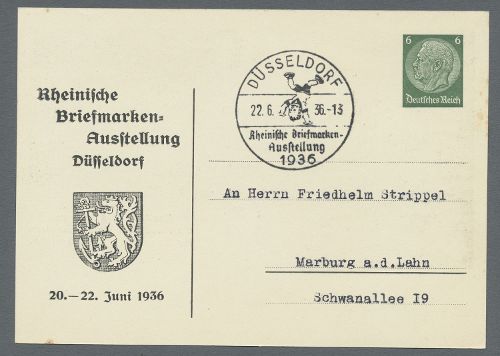 Rheinische
Briefmarken-
Ausstellung
Düsseldorf
20.—22. Juni 1936
DÜSSELDORF
22.6. 36.-13
Rheinische Briefmarken-
Ausstellung
1936
6 6
Deutsches Reich
An Herrn Friedhelm Strippel
Marburg a.d.Lahn
Schwanallee I9